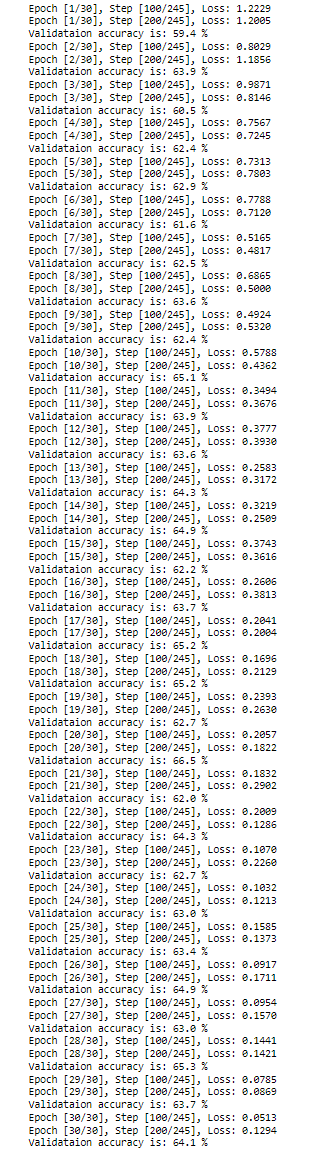 Epoch [1/30], Step [100/245], Loss: 1.2229
Epoch [1/30], Step [200/245], Loss: 1.2005
Validataion accuracy is: 59.4 %
Epoch [2/30], Step [100/245], Loss: 0.8029
Epoch [2/30], Step [200/245], Loss: 1.1856
Validataion accuracy is: 63.9 %
Epoch [3/30], Step [100/245], Loss: 0.9871
Epoch [3/30], Step [200/245], Loss: 0.8146
Validataion accuracy is: 60.5 %
Epoch [4/30], Step [100/245], Loss: 0.7567
Epoch [4/30], Step [200/245], Loss: 0.7245
Validataion accuracy is: 62.4 %
Epoch [5/30], Step [100/245], Loss: 0.7313
Epoch [5/30], Step [200/245], Loss: 0.7803
Validataion accuracy is: 62.9 %
Epoch [6/30], Step [100/245], Loss: 0.7788
Epoch [6/30], Step [200/245], Loss: 0.7120
Validataion accuracy is: 61.6 %
Epoch [7/30], Step [100/245], Loss: 0.5165
Epoch [7/30], Step [200/245], Loss: 0.4817
Validataion accuracy is: 62.5 %
Epoch [8/30], Step [100/245], Loss: 0.6865
Epoch [8/30], Step [200/245], Loss: 0.5000
Validataion accuracy is: 63.6 %
Epoch [9/30], Step [100/245], Loss: 0.4924
Epoch [9/30], Step [200/245], Loss: 0.5320
Validataion accuracy is: 62.4 %
Epoch [10/30], Step [100/245], Loss: 0.5788
Epoch [10/30], Step [200/245], Loss: 0.4362
Validataion accuracy is: 65.1 %
Epoch [11/30], Step [100/245], Loss: 0.3494
Epoch [11/30], Step [200/245], Loss: 0.3676
Validataion accuracy is: 63.9 %
Epoch [12/30], Step [100/245], Loss: 0.3777
Epoch [12/30], Step [200/245], Loss: 0.3930
Validataion accuracy is: 63.6 %
Epoch [13/30], Step [100/245], Loss: 0.2583
Epoch [13/30], Step [200/245], Loss: 0.3172
Validataion accuracy is: 64.3 %
Epoch [14/30], Step [100/245], Loss: 0.3219
Epoch [14/30], Step [200/245], Loss: 0.2509
Validataion accuracy is: 64.9 %
Epoch [15/30], Step [100/245], Loss: 0.3743
Epoch [15/30], Step [200/245], Loss: 0.3616
Validataion accuracy is: 62.2 %
Epoch [16/30], Step [100/245], Loss: 0.2606
Epoch [16/30], Step [200/245], Loss: 0.3813
Validataion accuracy is: 63.7 %
Epoch [17/30], Step [100/245], Loss: 0.2041
Epoch [17/30], Step [200/245], Loss: 0.2004
Validataion accuracy is: 65.2 %
Epoch [18/30], Step [100/245], Loss: 0.1696
Epoch [18/30], Step [200/245], Loss: 0.2129
Validataion accuracy is: 65.2 %
Epoch [19/30], Step [100/245], Loss: 0.2393
Epoch [19/30], Step [200/245], Loss: 0.2630
Validataion accuracy is: 62.7 %
Epoch [20/30], Step [100/245], Loss: 0.2057
Epoch [20/30], Step [200/245], Loss: 0.1822
Validataion accuracy is: 66.5 %
Epoch [21/30], Step [100/245], Loss: 0.1832
Epoch [21/30], Step [200/245], Loss: 0.2902
Validataion accuracy is: 62.0 %
Epoch [22/30], Step [100/245], Loss: 0.2009
Epoch [22/30], Step [200/245], Loss: 0.1286
Validataion accuracy is: 64.3 %
Epoch [23/30], Step [100/245], Loss: 0.1070
Epoch [23/30], Step [200/245], Loss: 0.2260
Validataion accuracy is: 62.7 %
Epoch [24/30], Step [100/245], Loss: 0.1032
Epoch [24/30], Step [200/245], Loss: 0.1213
Validataion accuracy is: 63.0 %
Epoch [25/30], Step [100/245], Loss: 0.1585
Epoch [25/30], Step [200/245], Loss: 0.1373
Validataion accuracy is: 63.4 %
Epoch [26/30], Step [100/245], Loss: 0.0917
Epoch [26/30], Step [200/245], Loss: 0.1711
Validataion accuracy is: 64.9 %
Epoch [27/30], Step [100/245], Loss: 0.0954
Epoch [27/30], Step [200/245], Loss: 0.1570
Validataion accuracy is: 63.0 %
Epoch [28/30], Step [100/245], Loss: 0.1441
Epoch [28/30], Step [200/245], Loss: 0.1421
Validataion accuracy is: 65.3 %
Epoch [29/30], Step [100/245], Loss: 0.0785
Epoch [29/30], Step [200/245], Loss: 0.0869
Validataion accuracy is: 63.7 %
Epoch [30/30], Step [100/245], Loss: 0.0513
Epoch [30/30], Step [200/245], Loss: 0.1294
Validataion accuracy is: 64.1 %